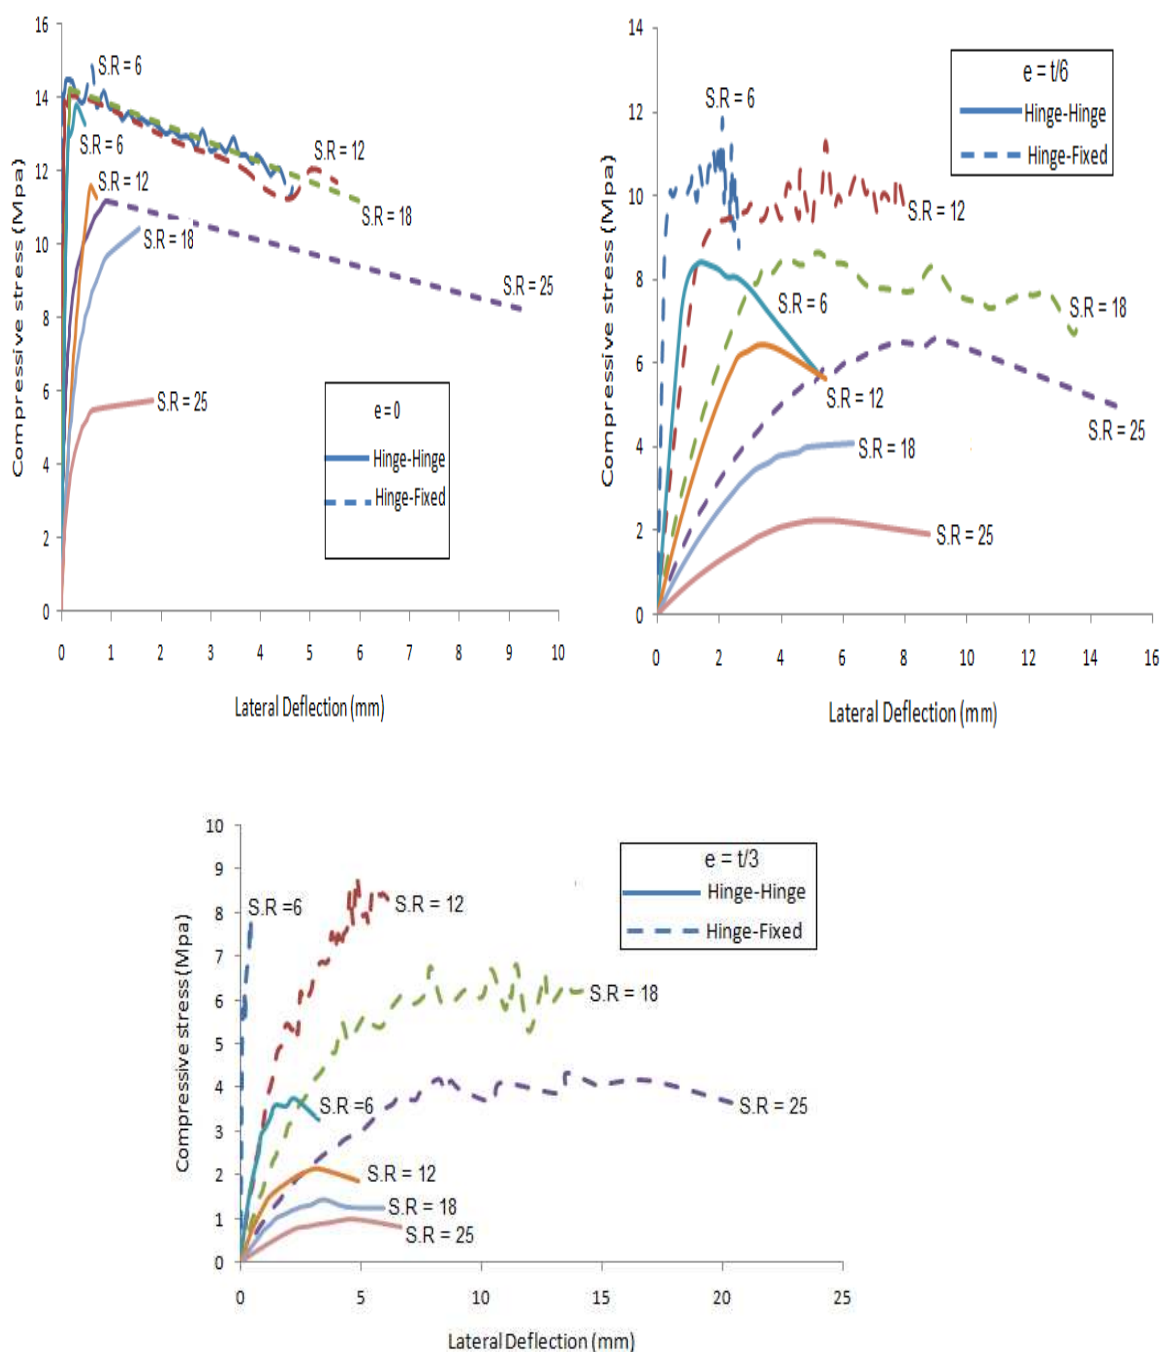 16
14
12
10
8
6
4
2
0
Compressive stress (Mpa)
S.R = 6
S.R = 6
S.R = 12
S.R = 12
S.R = 18
S.R = 18
S.R = 25
S.R = 25
e = 0
Hinge-Hinge
Hinge-Fixed
0 1 2 3 4 5 6 7 8 9 10
Lateral Deflection (mm)
14
12
10
8
6
4
2
0
Compressive stress (Mpa)
e = t/6
Hinge-Hinge
Hinge-Fixed
S.R = 6
S.R = 12
S.R = 6
S.R = 18
S.R = 12
S.R = 25
S.R = 18
S.R = 25
0 2 4 6 8 10 12 14 16
Lateral Deflection (mm)
10
9
8
7
6
5
4
3
2
1
0
Compressive stress (Mpa)
e = t/3
Hinge-Hinge
Hinge-Fixed
S.R =6
S.R = 12
S.R = 18
S.R =6
S.R = 25
S.R = 12
S.R = 18
S.R = 25
0 5 10 15 20 25
Lateral Deflection (mm)